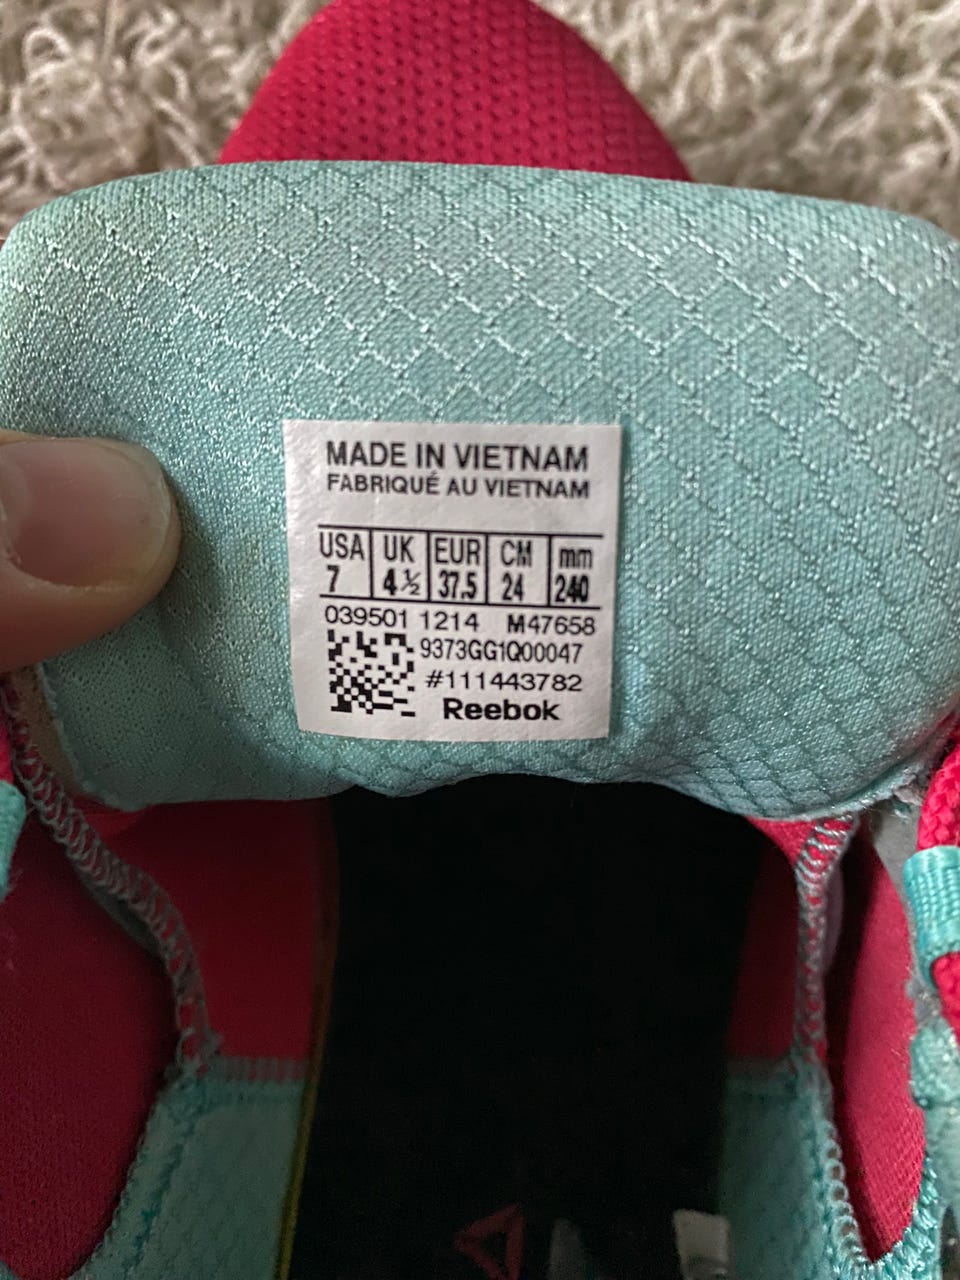 MADE IN VIETNAM
FABRIQUÉ AU VIETNAM
USA UK EUR CM mm
7 4½ 37.5 24 240
039501 1214 M47658
9373GG1Q00047
#111443782
Reebok